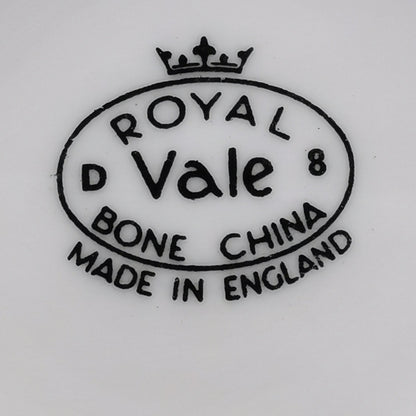 ROYAL
D Vale 8
BONE CHINA
MADE IN ENGLAND